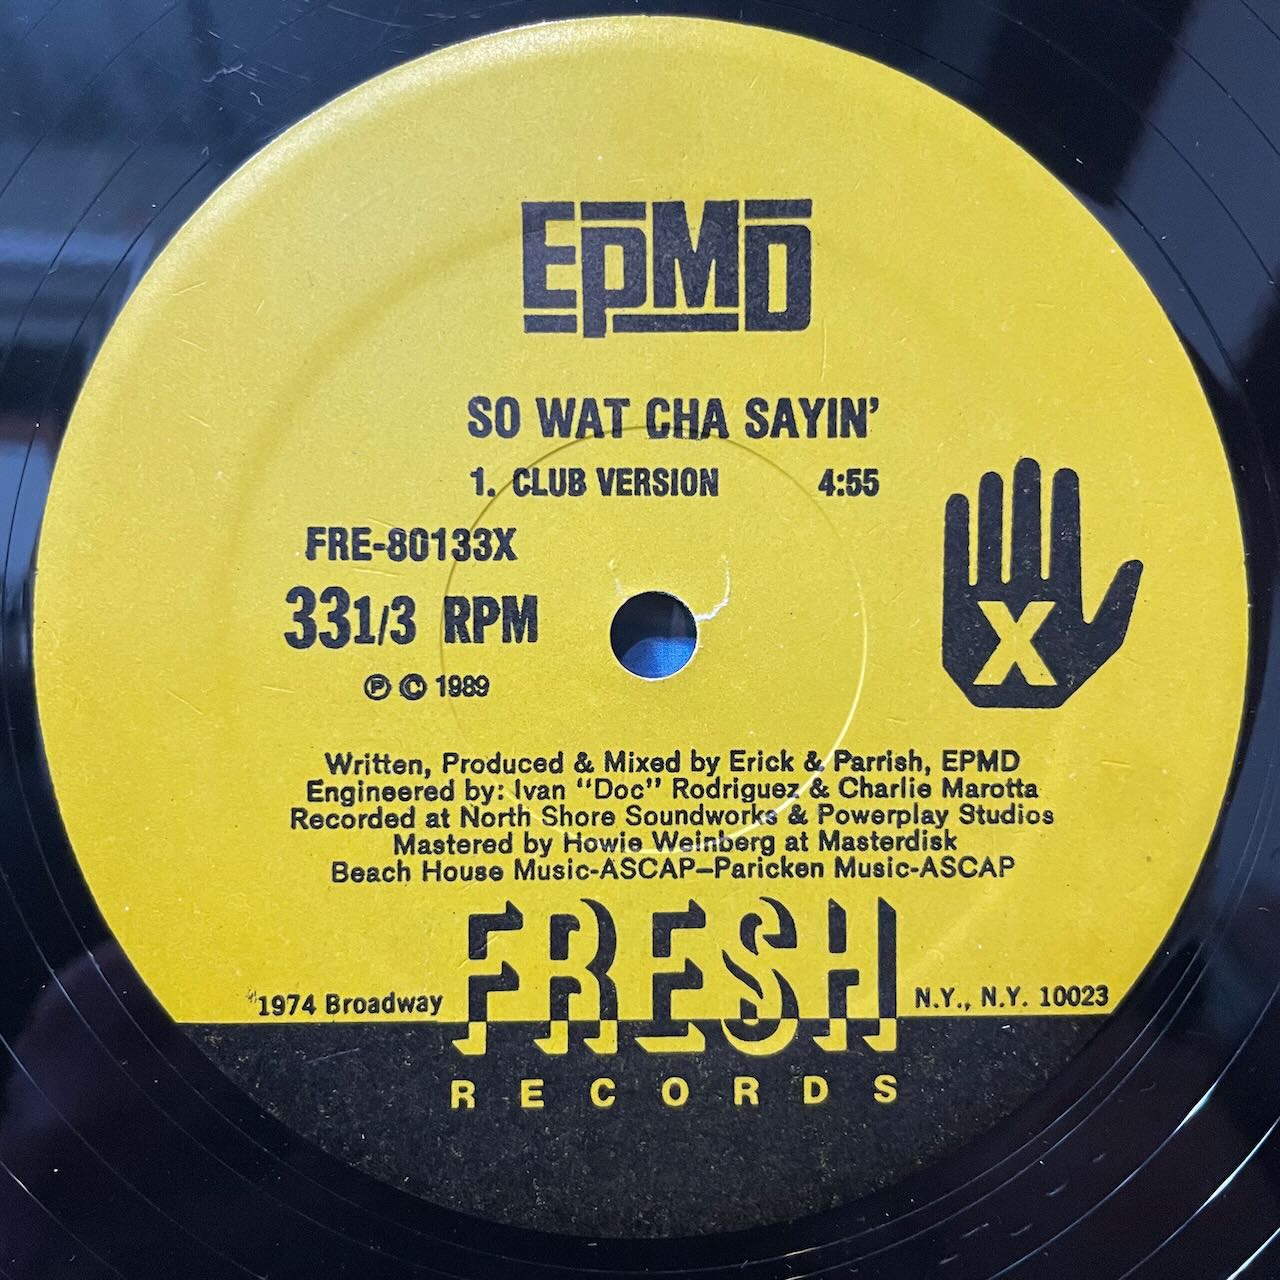 EPMD
SO WAT CHA SAYIN'
1. CLUB VERSION 4:55
FRE-80133X
33 1/3 RPM
℗ © 1989
X
Written, Produced & Mixed by Erick & Parrish, EPMD
Engineered by: Ivan “Doc” Rodriguez & Charlie Marotta
Recorded at North Shore Soundworks & Powerplay Studios
Mastered by Howie Weinberg at Masterdisk
Beach House Music-ASCAP–Paricken Music-ASCAP
1974 Broadway FRESH N.Y., N.Y. 10023
RECORDS